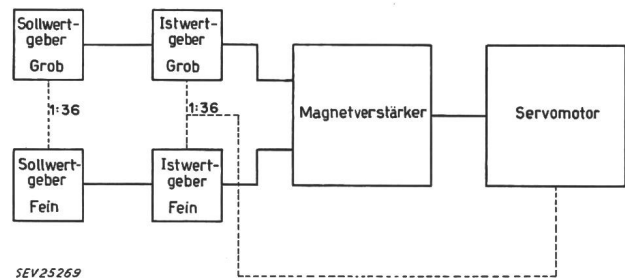 Sollwert-
geber
Grob
Istwert-
geber
Grob
1:36
1:36
Magnetverstärker
Servomotor
Sollwert-
geber
Fein
Istwert-
geber
Fein
SEV25269